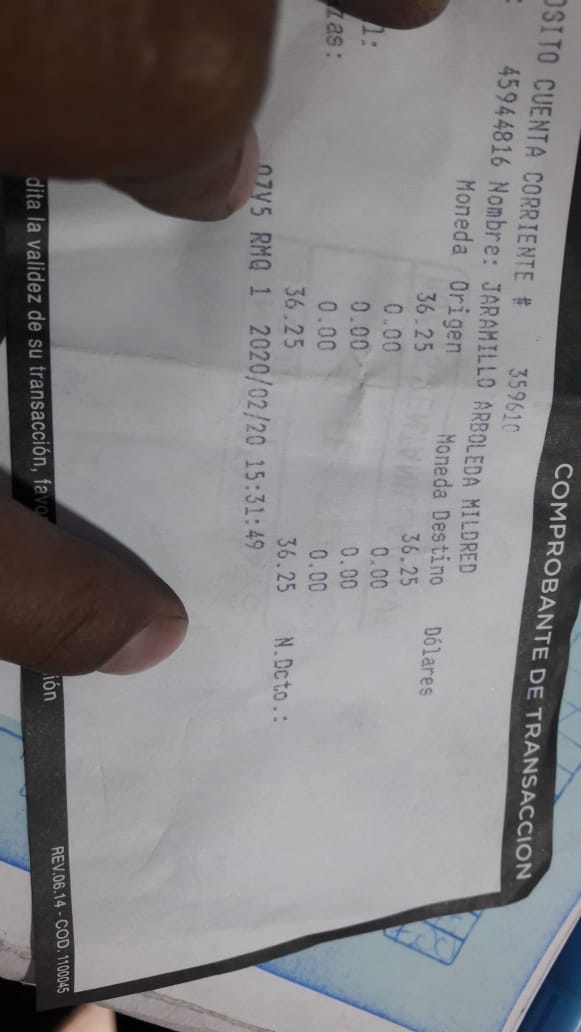 COMPROBANTE DE TRANSACCION
OSITO CUENTA CORRIENTE # 359610
: 45944816 Nombre: JARAMILLO ARBOLEDA MILDRED
Moneda Origen Moneda Destino Dólares
36.25 36.25
0.00 0.00
0.00 0.00
zas: 0.00 0.00
36.25 36.25 N.Dcto.:
07V5 RMQ 1 2020/02/20 15:31:49
dita la validez de su transacción, favo
ión
REV.06.14 - COD. 1100045